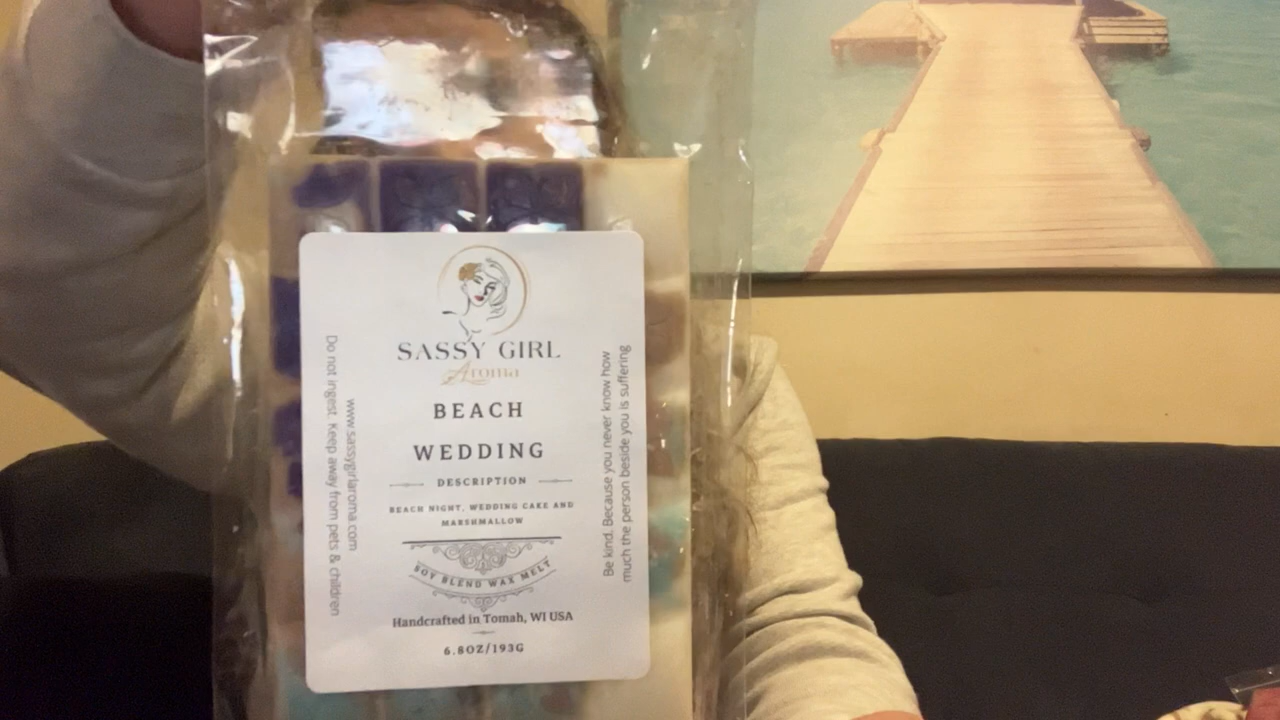 SASSY GIRL
Aroma
BEACH
WEDDING
DESCRIPTION
BEACH NIGHT, WEDDING CAKE AND
MARSHMALLOW
SOY BLEND WAX MELT
Handcrafted in Tomah, WI USA
6.8OZ/193G
Do not ingest. Keep away from pets & children
www.sassygirlaroma.com
Be kind. Because you never know how
much the person beside you is suffering